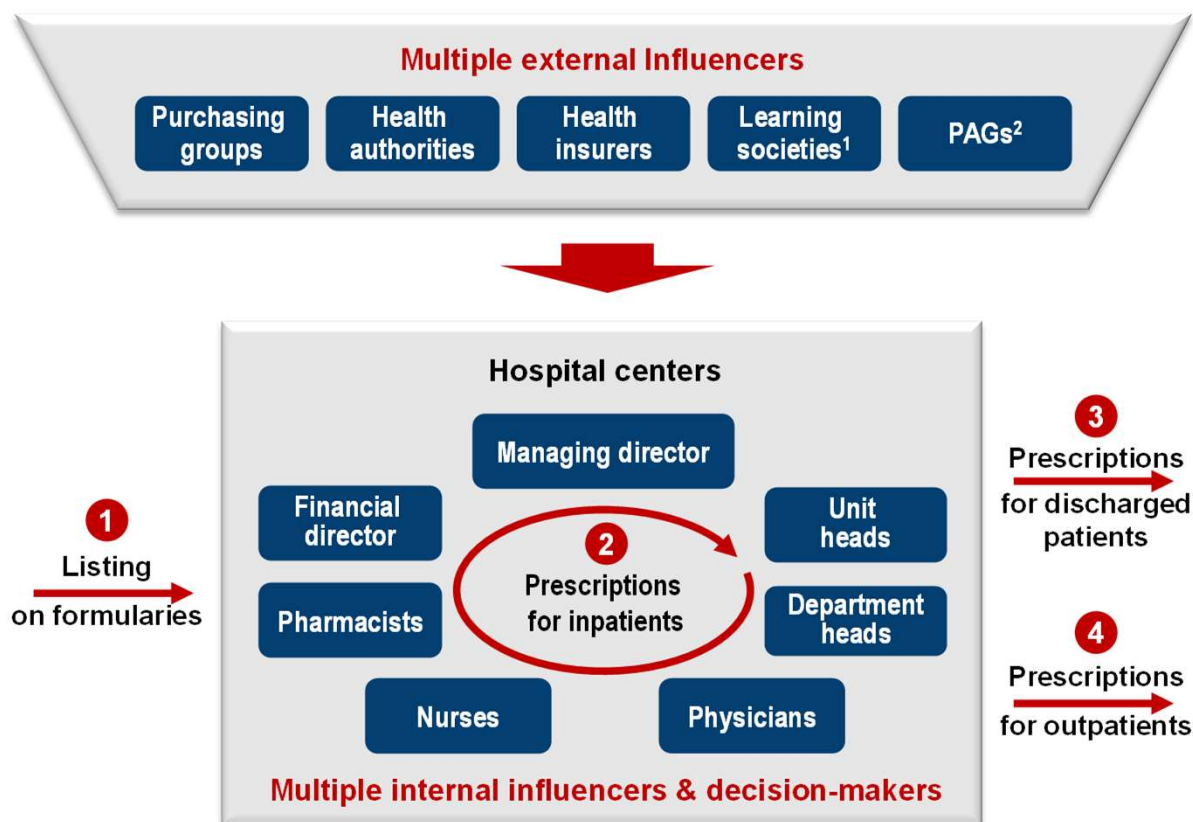 Multiple external Influencers
Purchasing
groups
Health
authorities
Health
insurers
Learning
societies¹
PAGs²
Hospital centers
Managing director
Financial
director
Unit
heads
Pharmacists
Department
heads
Nurses
Physicians
2
Prescriptions
for inpatients
Multiple internal influencers & decision-makers
1
Listing
on formularies
3
Prescriptions
for discharged
patients
4
Prescriptions
for outpatients